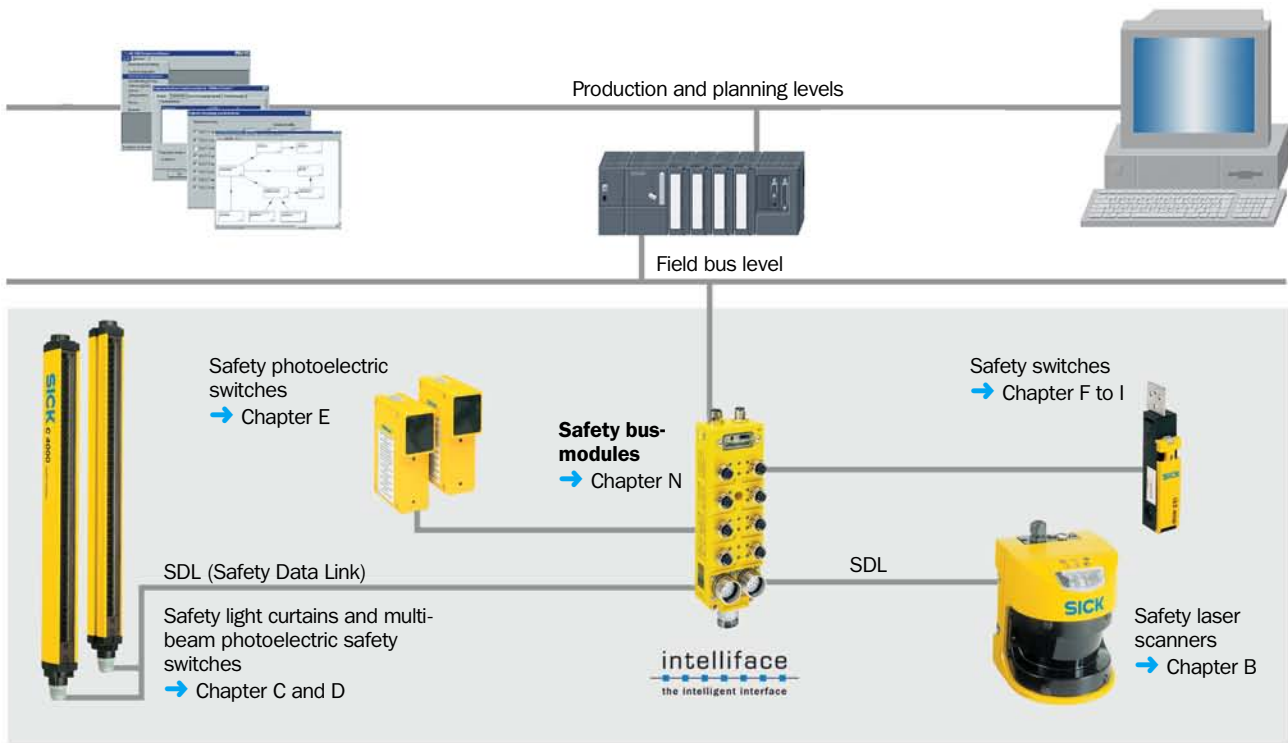 Production and planning levels
Field bus level
Safety photoelectric
switches
➔ Chapter E
Safety bus-
modules
➔ Chapter N
Safety switches
➔ Chapter F to I
SICK
C 4000
SICK
SDL (Safety Data Link)
SDL
Safety light curtains and multi-
beam photoelectric safety
switches
➔ Chapter C and D
SICK
Safety laser
scanners
➔ Chapter B
intelliface
the intelligent interface